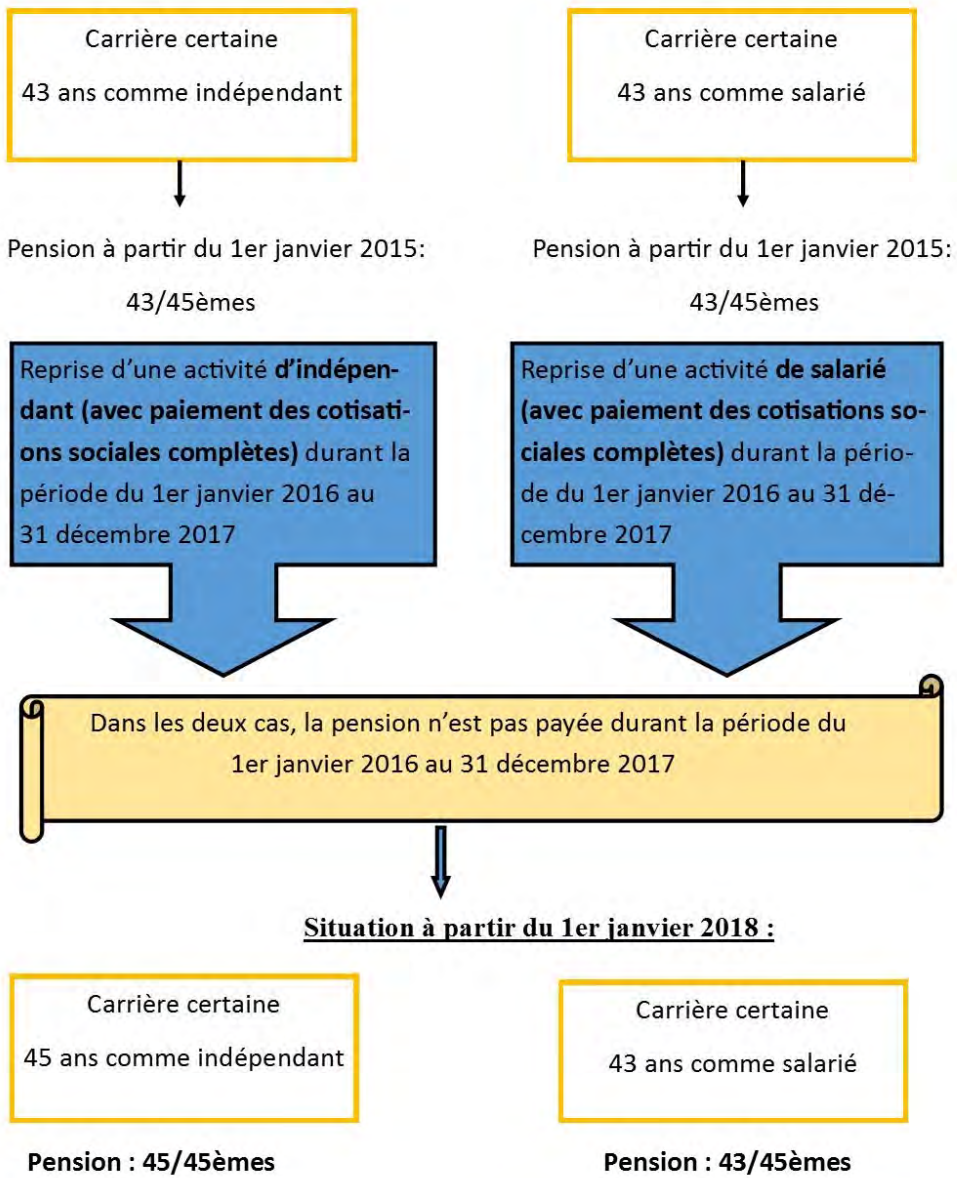 Carrière certaine
43 ans comme indépendant
Carrière certaine
43 ans comme salarié
Pension à partir du 1er janvier 2015:
43/45èmes
Pension à partir du 1er janvier 2015:
43/45èmes
Reprise d’une activité d’indépen-
dant (avec paiement des cotisati-
ons sociales complètes) durant la
période du 1er janvier 2016 au
31 décembre 2017
Reprise d’une activité de salarié
(avec paiement des cotisations so-
ciales complètes) durant la pério-
de du 1er janvier 2016 au 31 dé-
cembre 2017
Dans les deux cas, la pension n’est pas payée durant la période du
1er janvier 2016 au 31 décembre 2017
Situation à partir du 1er janvier 2018 :
Carrière certaine
45 ans comme indépendant
Carrière certaine
43 ans comme salarié
Pension : 45/45èmes
Pension : 43/45èmes